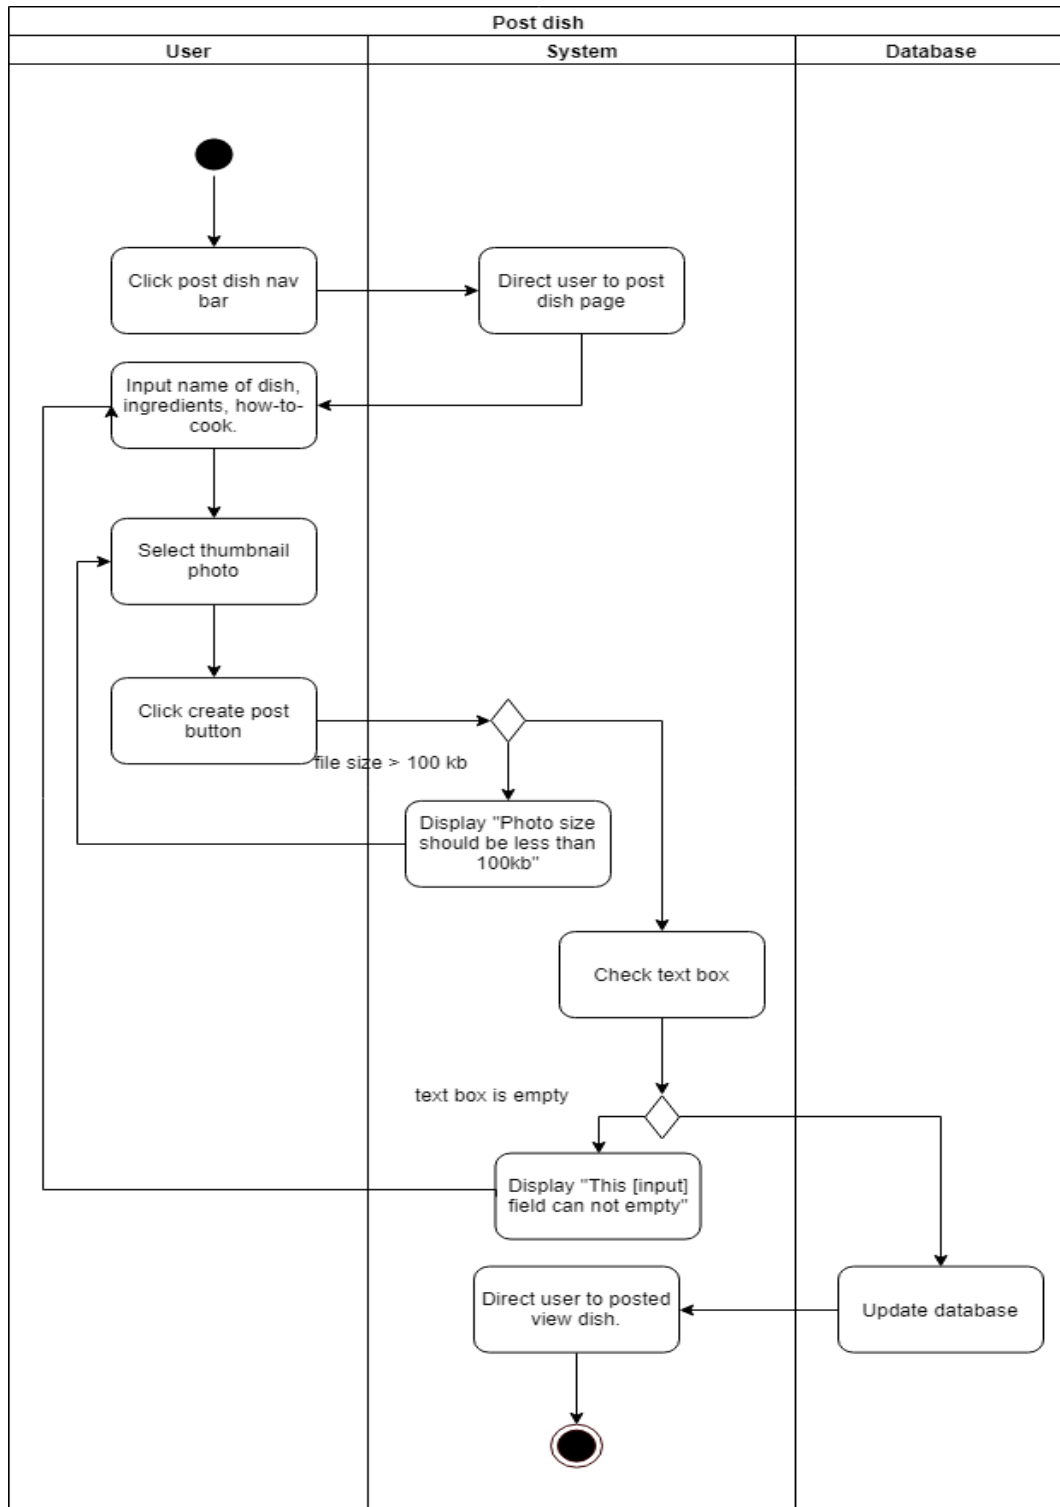 Post dish
User
System
Database
Click post dish nav
bar
Direct user to post
dish page
Input name of dish,
ingredients, how-to-
cook.
Select thumbnail
photo
Click create post
button
file size > 100 kb
Display "Photo size
should be less than
100kb"
Check text box
text box is empty
Display "This [input]
field can not empty"
Direct user to posted
view dish.
Update database